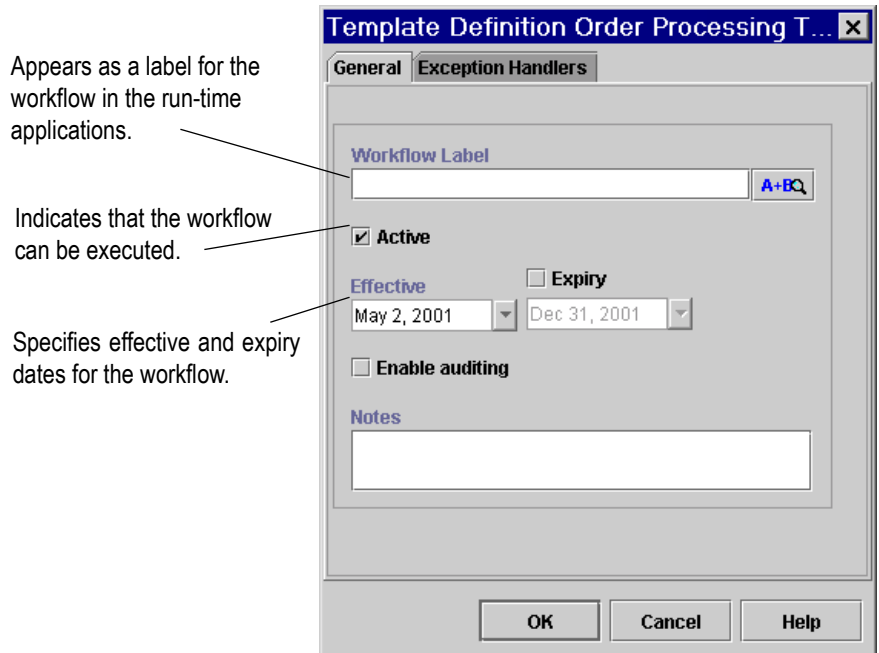 Template Definition Order Processing T...
General
Exception Handlers
Appears as a label for the
workflow in the run-time
applications.
Workflow Label
A+B
Indicates that the workflow
can be executed.
Active
Effective
Expiry
May 2, 2001
Dec 31, 2001
Specifies effective and expiry
dates for the workflow.
Enable auditing
Notes
OK
Cancel
Help